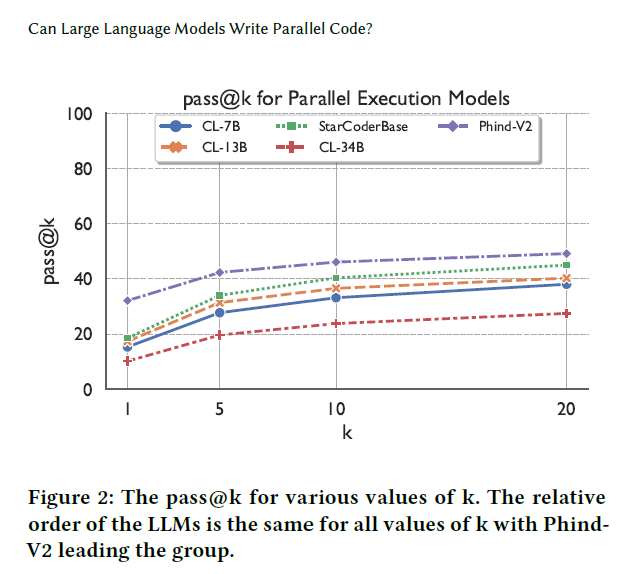 Can Large Language Models Write Parallel Code?
pass@k for Parallel Execution Models
CL-7B
StarCoderBase
Phind-V2
CL-13B
CL-34B
100
80
60
40
20
0
pass@k
1
5
10
20
k
Figure 2: The pass@k for various values of k. The relative
order of the LLMs is the same for all values of k with Phind-
V2 leading the group.